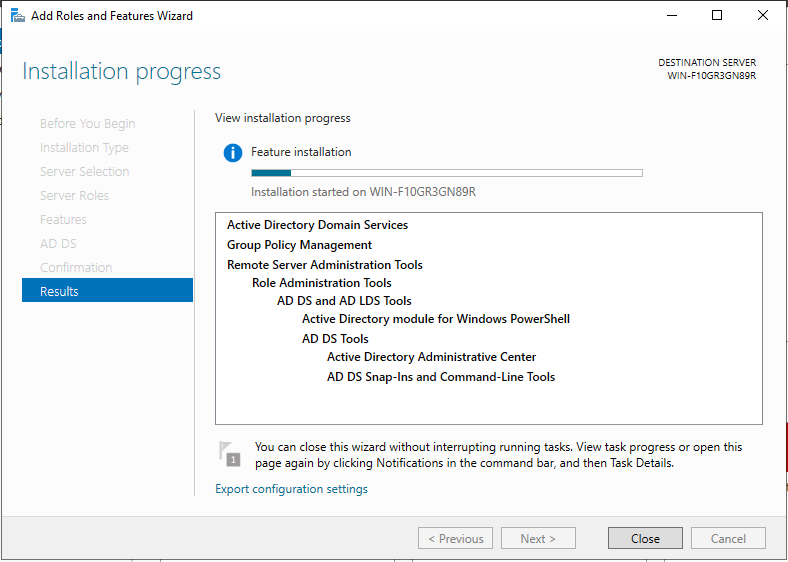 Add Roles and Features Wizard
Installation progress
DESTINATION SERVER
WIN-F10GR3GN89R
Before You Begin
Installation Type
Server Selection
Server Roles
Features
AD DS
Confirmation
Results
View installation progress
Feature installation
Installation started on WIN-F10GR3GN89R
Active Directory Domain Services
Group Policy Management
Remote Server Administration Tools
Role Administration Tools
AD DS and AD LDS Tools
Active Directory module for Windows PowerShell
AD DS Tools
Active Directory Administrative Center
AD DS Snap-Ins and Command-Line Tools
1
You can close this wizard without interrupting running tasks. View task progress or open this
page again by clicking Notifications in the command bar, and then Task Details.
Export configuration settings
< Previous
Next >
Close
Cancel